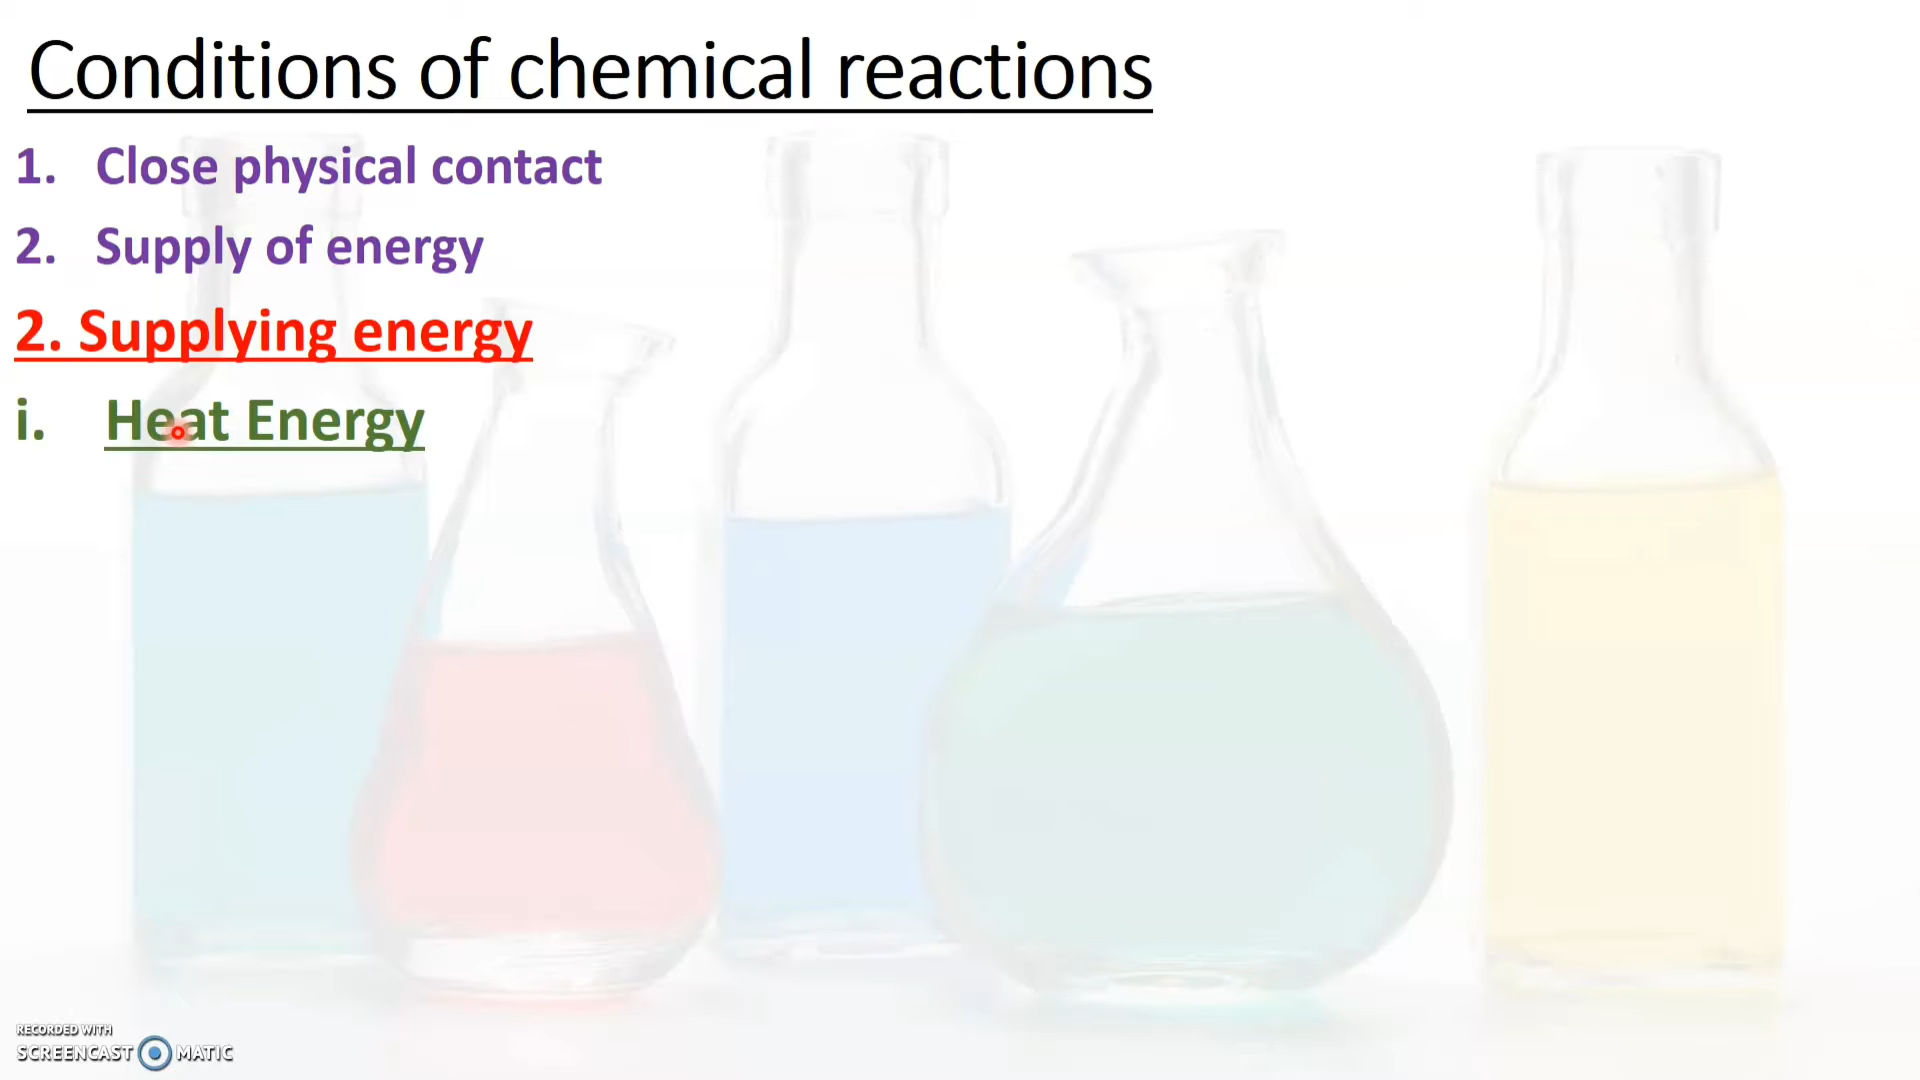 Conditions of chemical reactions
1. Close physical contact
2. Supply of energy
2. Supplying energy
i. Heat Energy
RECORDED WITH
SCREENCAST MATIC